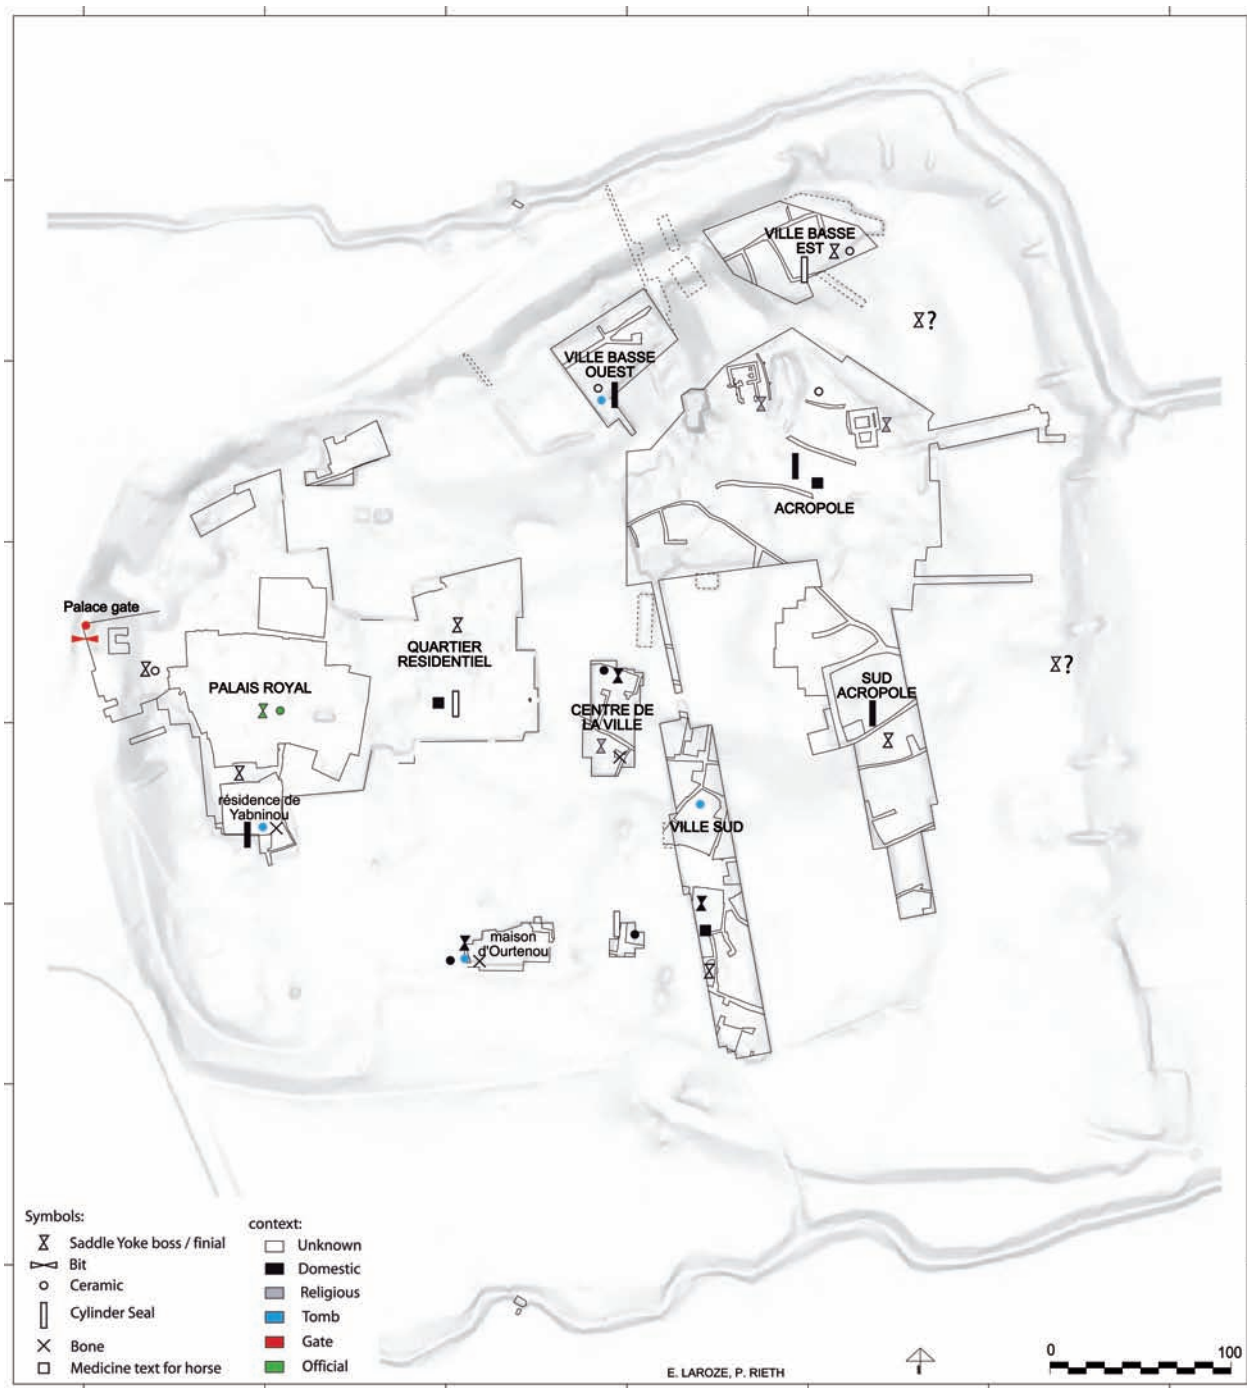 VILLE BASSE
EST
?
VILLE BASSE
OUEST
ACROPOLE
Palace gate
QUARTIER
RESIDENTIEL
PALAIS ROYAL
SUD
ACROPOLE
?
CENTRE DE
LA VILLE
résidence de
Yabninou
VILLE SUD
maison
d'Ourtenou
Symbols:
Saddle Yoke boss / finial
Bit
Ceramic
Cylinder Seal
Bone
Medicine text for horse
context:
Unknown
Domestic
Religious
Tomb
Gate
Official
E. LAROZE, P. RIETH
0 100